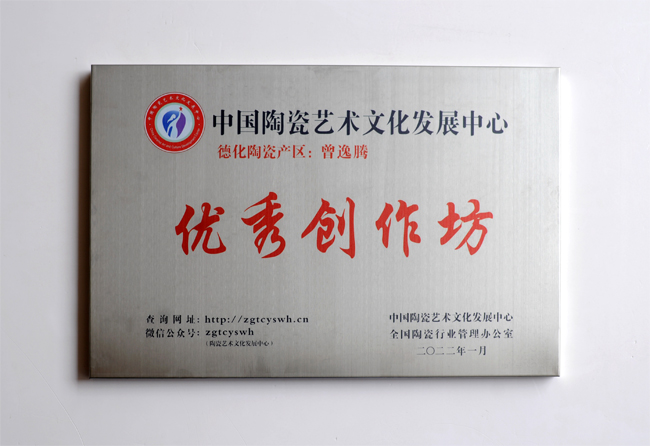 中国陶瓷艺术文化发展中心
德化陶瓷产区：曾逸腾
优秀创作坊
查询网址：http://zgtcyswh.cn
微信公众号：zgtcyswh
（陶瓷艺术文化发展中心）
中国陶瓷艺术文化发展中心
全国陶瓷行业管理办公室
二〇二二年一月